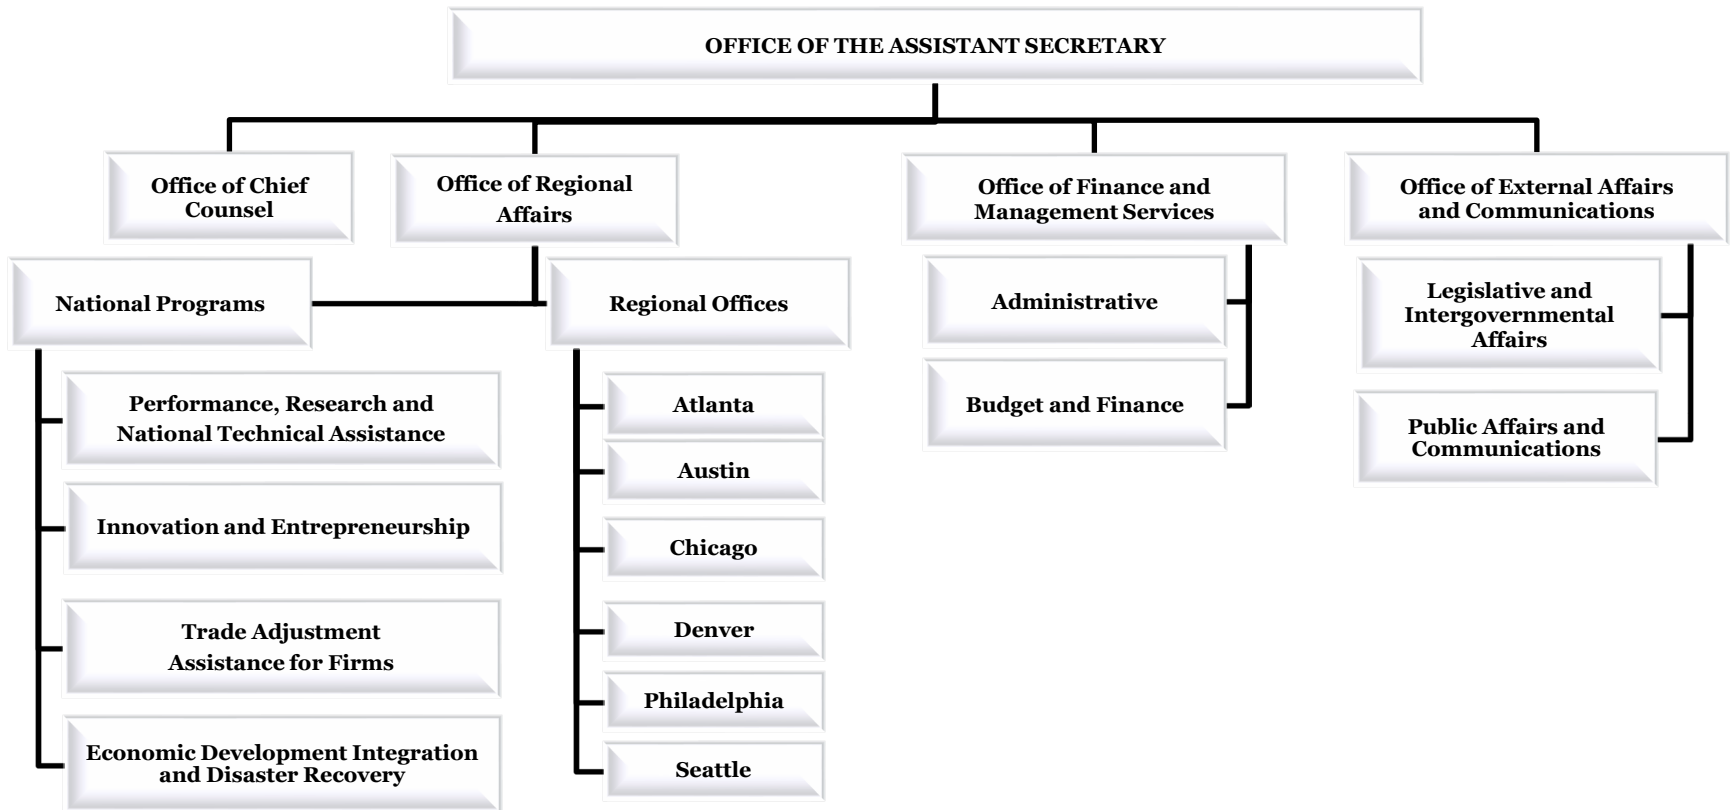 OFFICE OF THE ASSISTANT SECRETARY
Office of Chief
Counsel
Office of Regional
Affairs
Office of Finance and
Management Services
Office of External Affairs
and Communications
National Programs
Performance, Research and
National Technical Assistance
Innovation and Entrepreneurship
Trade Adjustment
Assistance for Firms
Economic Development Integration
and Disaster Recovery
Regional Offices
Atlanta
Austin
Chicago
Denver
Philadelphia
Seattle
Administrative
Budget and Finance
Legislative and
Intergovernmental
Affairs
Public Affairs and
Communications